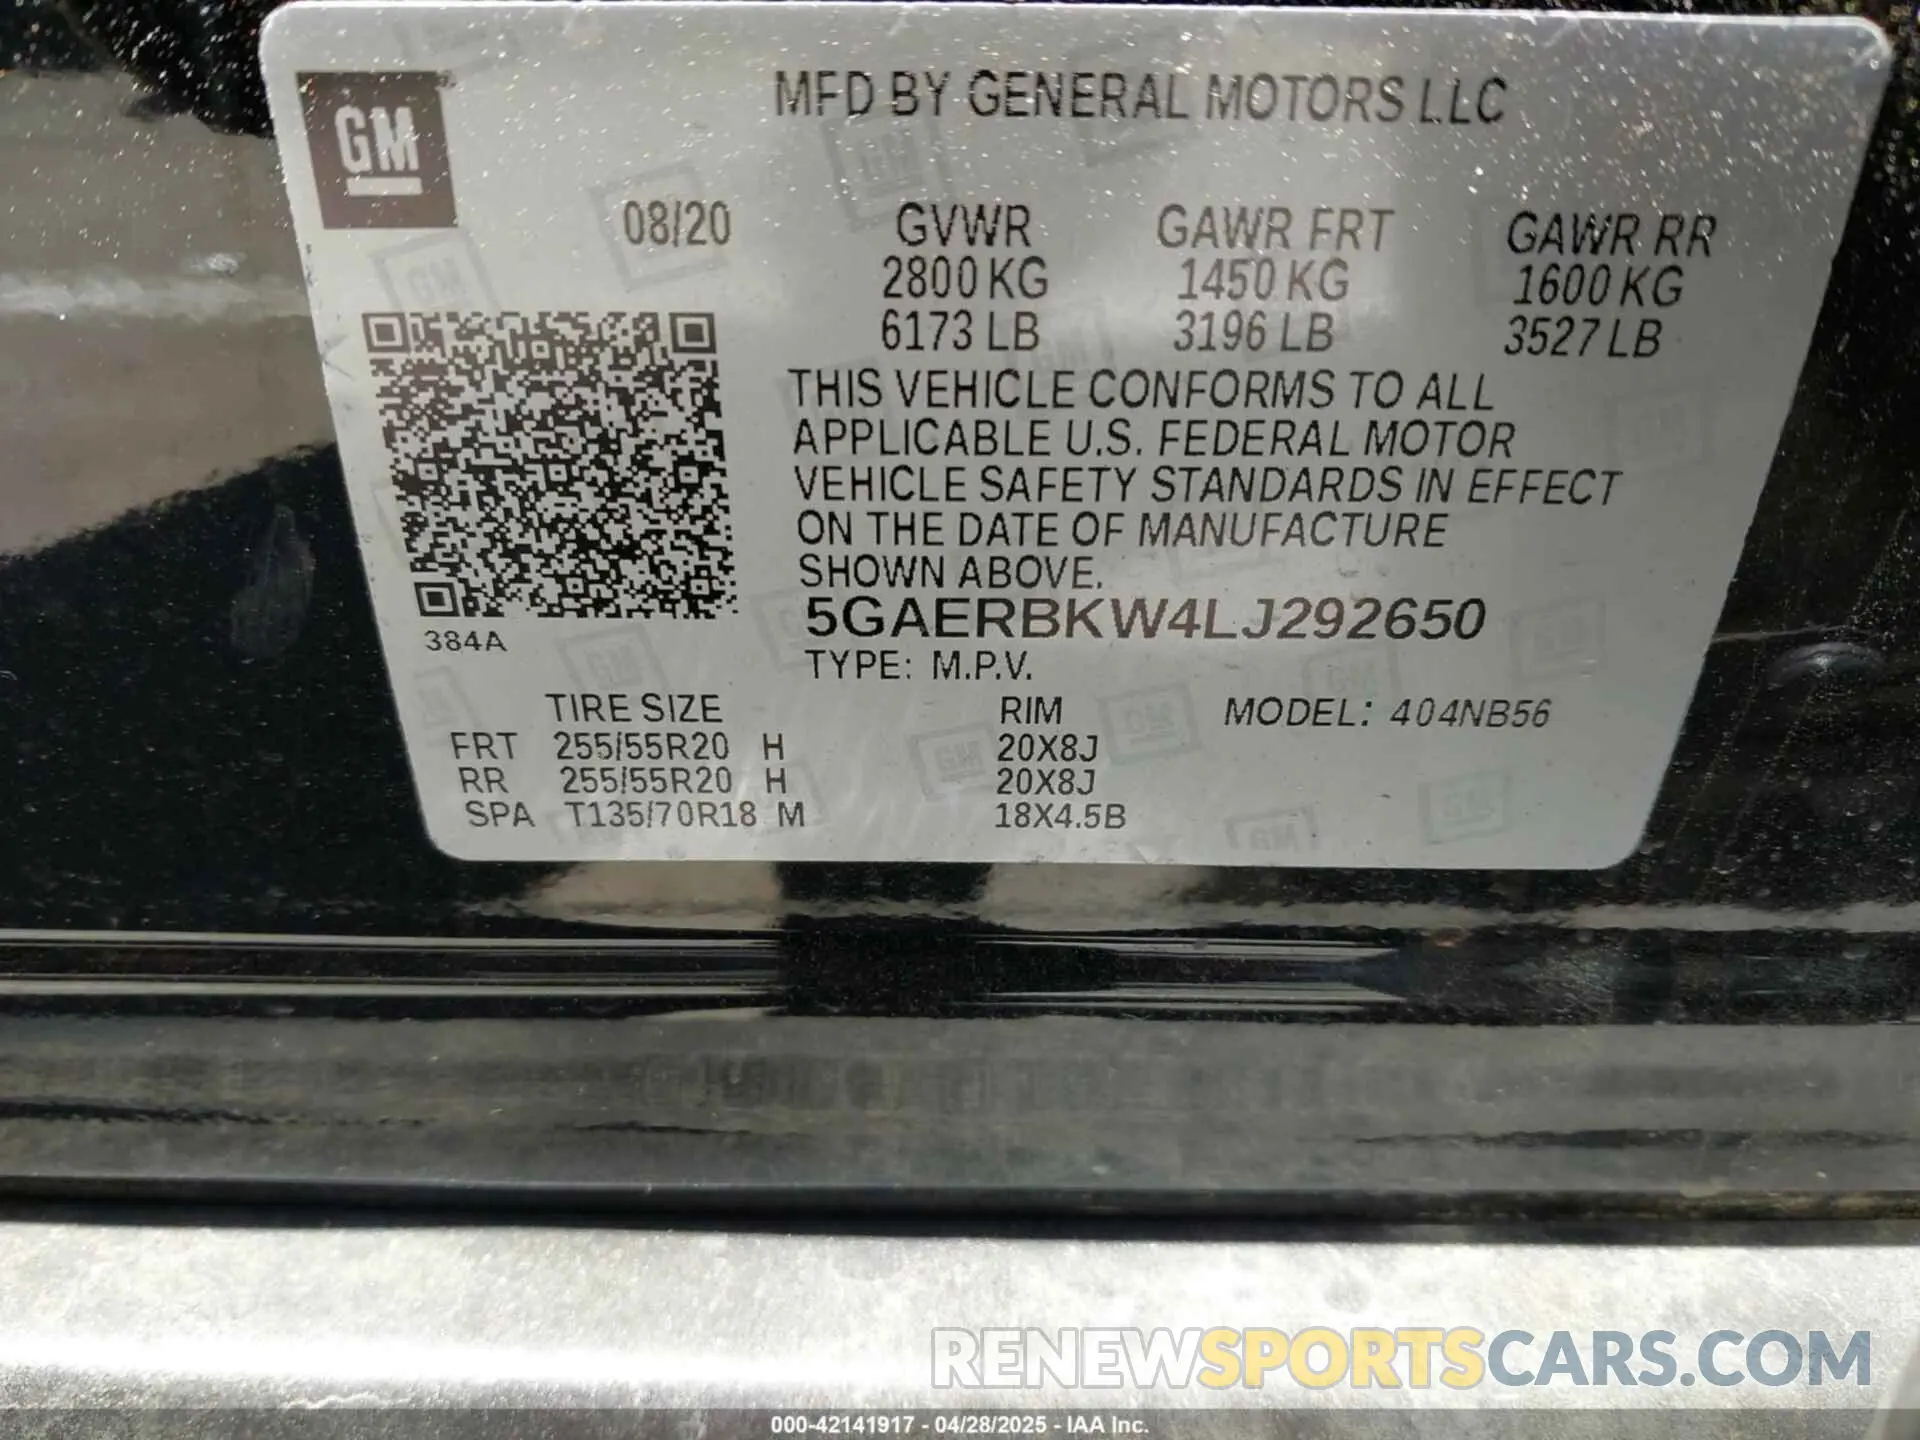 GM
MFD BY GENERAL MOTORS LLC
08/20
GVWR GAWR FRT GAWR RR
2800 KG 1450 KG 1600 KG
6173 LB 3196 LB 3527 LB
THIS VEHICLE CONFORMS TO ALL
APPLICABLE U.S. FEDERAL MOTOR
VEHICLE SAFETY STANDARDS IN EFFECT
ON THE DATE OF MANUFACTURE
SHOWN ABOVE.
5GAERBKW4LJ292650
384A
TYPE: M.P.V.
TIRE SIZE RIM MODEL: 404NB56
FRT 255/55R20 H 20X8J
RR 255/55R20 H 20X8J
SPA T135/70R18 M 18X4.5B
RENEWSPORTSCARS.COM
000-42141917 - 04/28/2025 - IAA Inc.